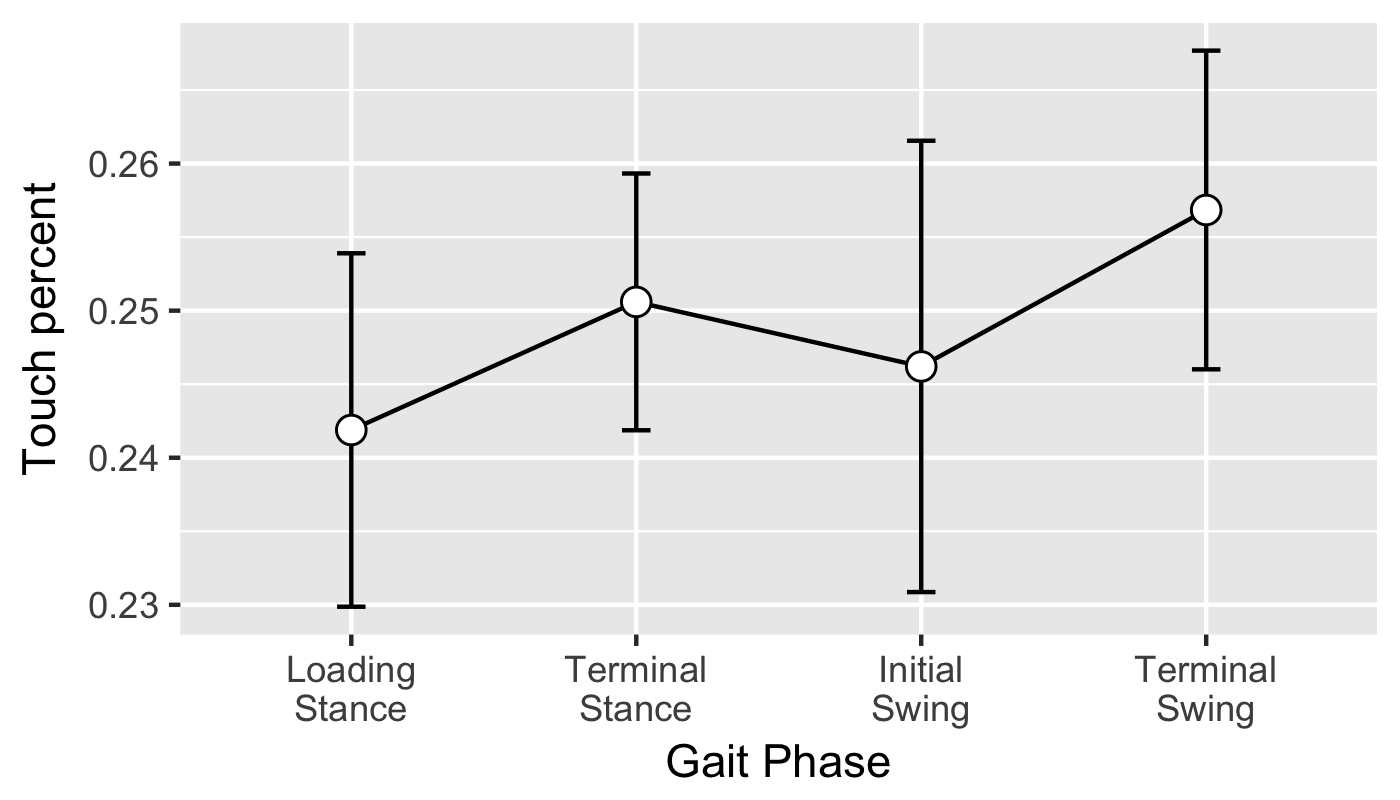 Touch percent
0.26
0.25
0.24
0.23
Loading
Stance
Terminal
Stance
Initial
Swing
Terminal
Swing
Gait Phase